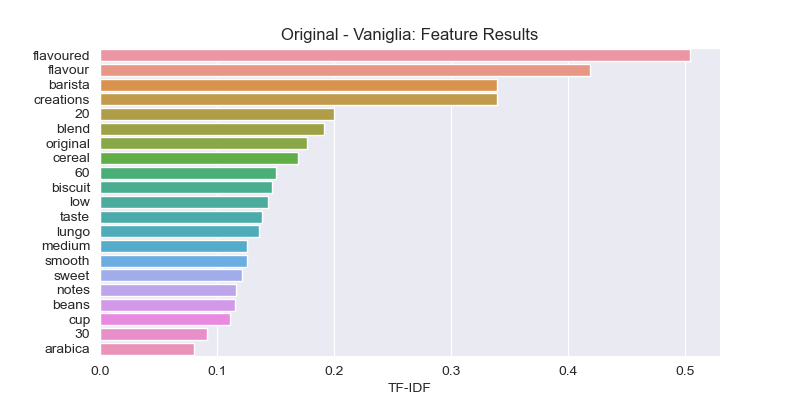 Original - Vaniglia: Feature Results
flavoured
flavour
barista
creations
20
blend
original
cereal
60
biscuit
low
taste
lungo
medium
smooth
sweet
notes
beans
cup
30
arabica
0.0 0.1 0.2 0.3 0.4 0.5
TF-IDF